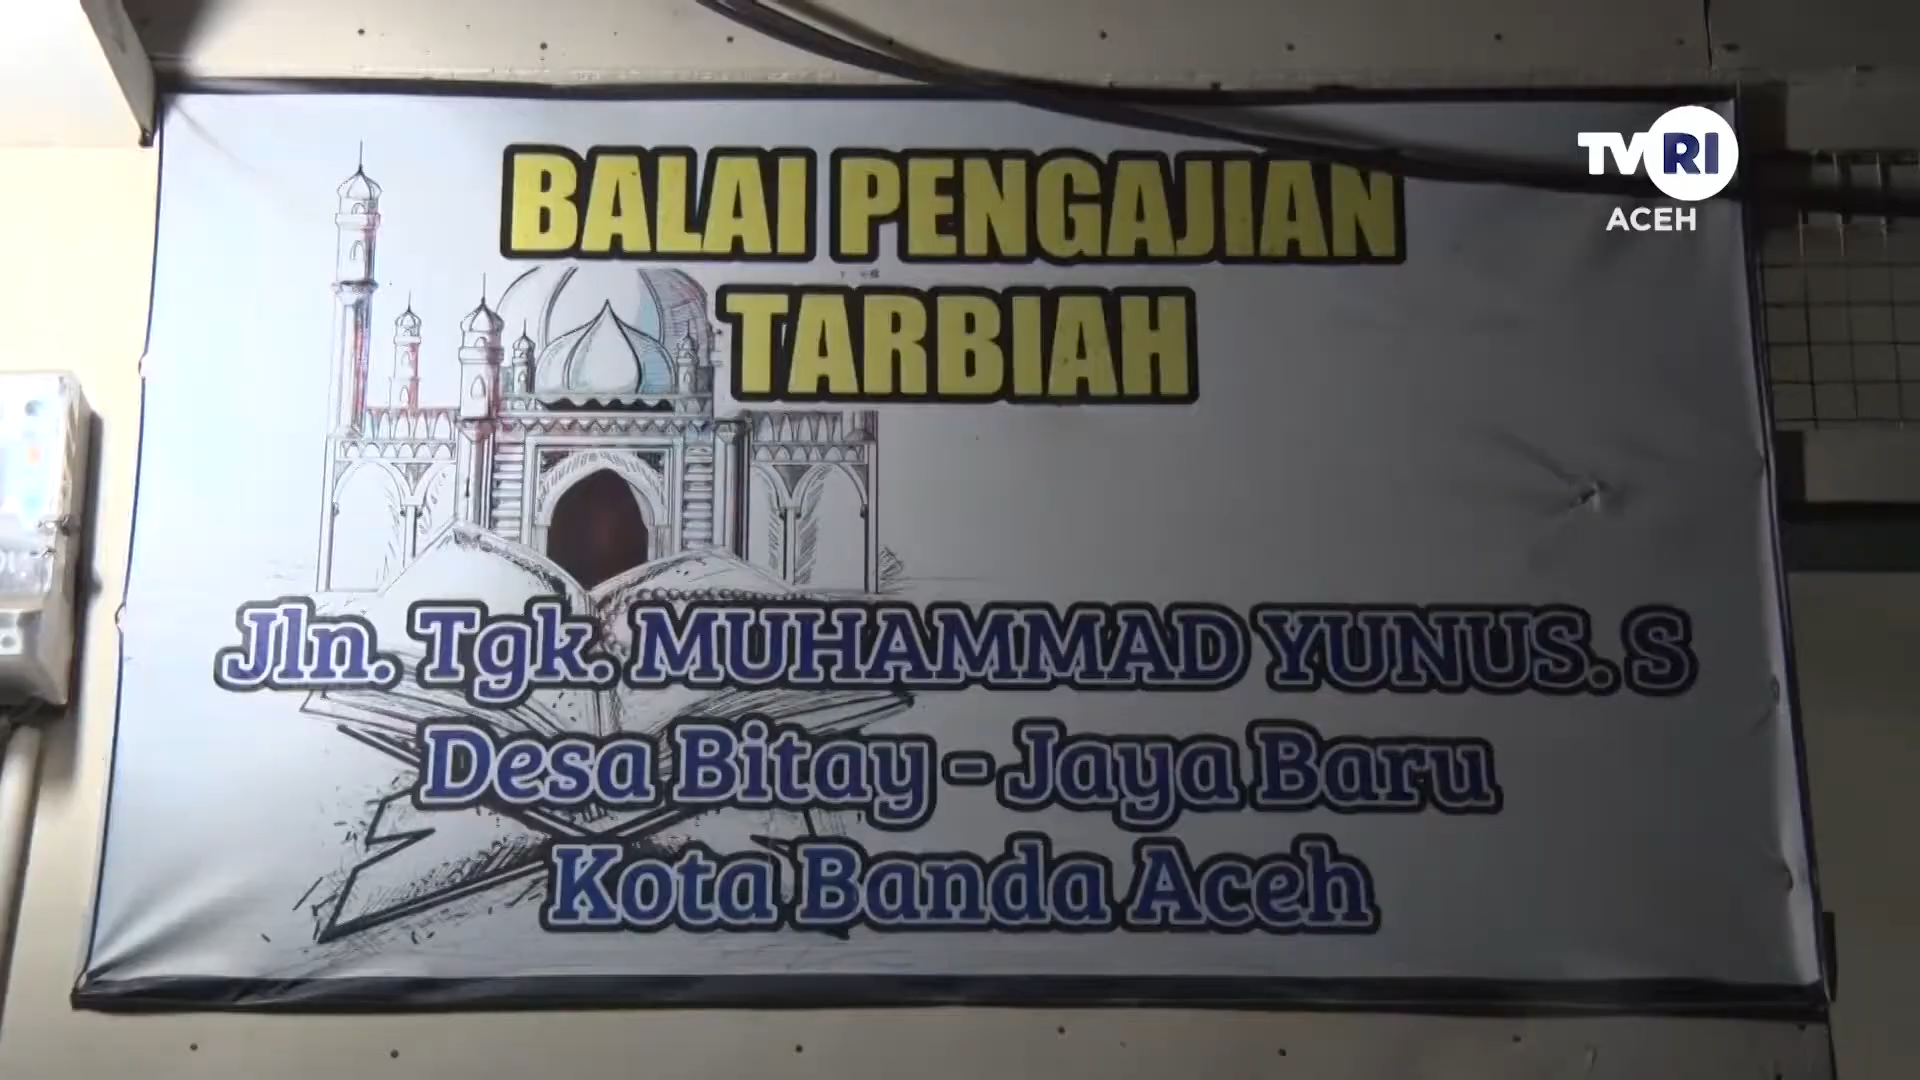 BALAI PENGAJIAN
TARBIAH
Jln. Tgk. MUHAMMAD YUNUS. S
Desa Bitay - Jaya Baru
Kota Banda Aceh
TVRI
ACEH